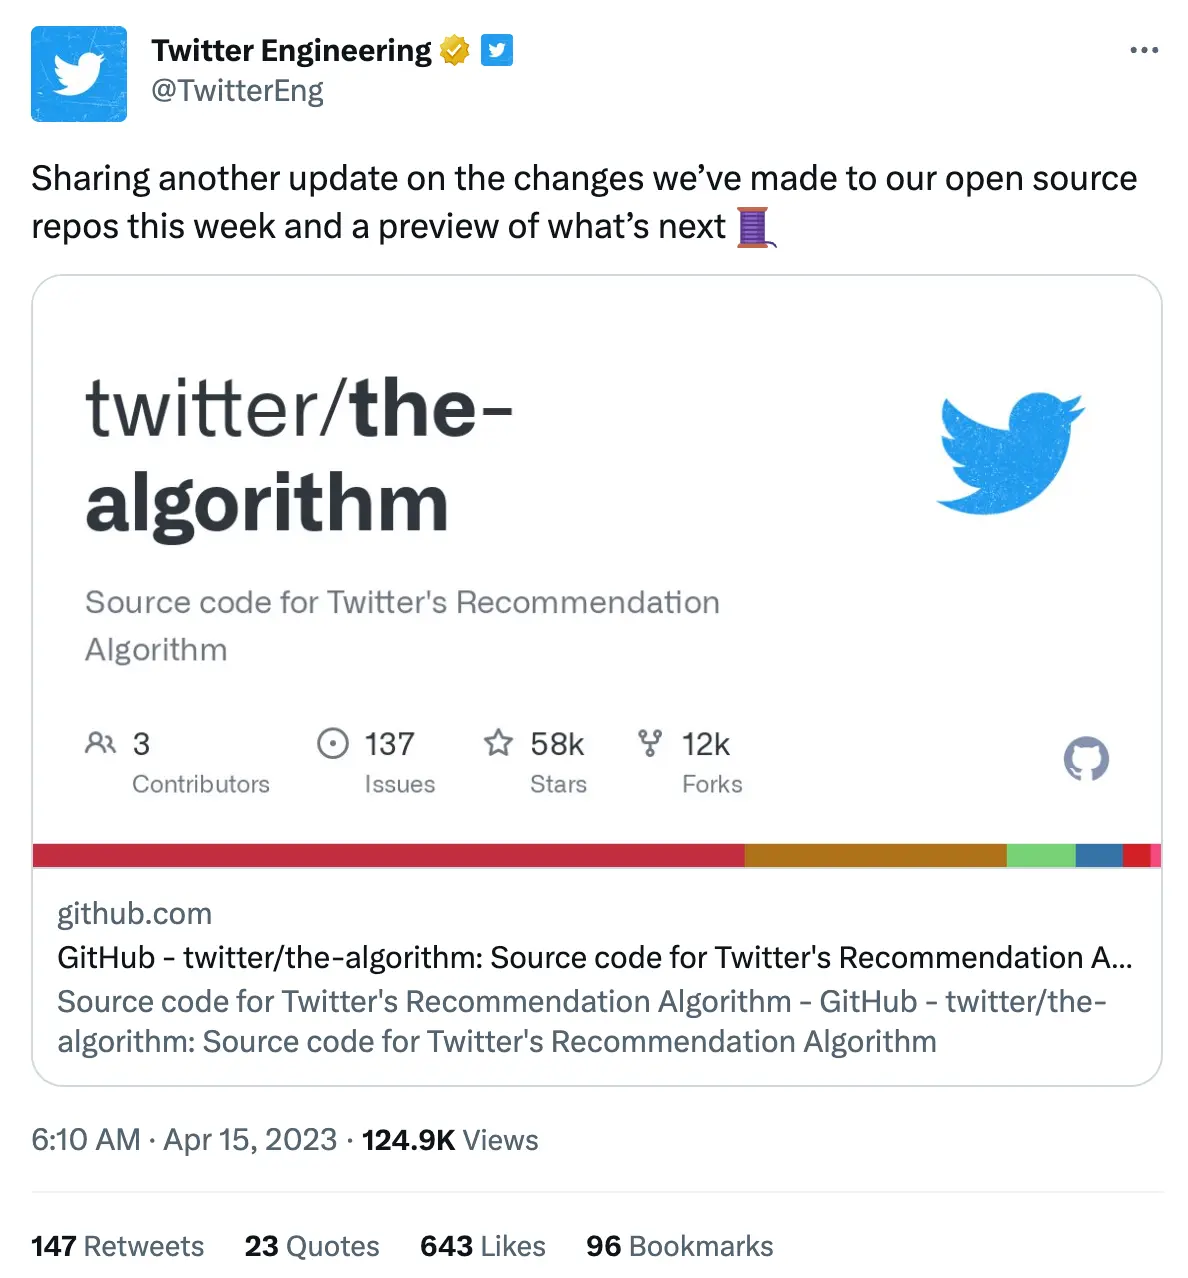 Twitter Engineering
@TwitterEng
Sharing another update on the changes we’ve made to our open source
repos this week and a preview of what’s next
twitter/the-
algorithm
Source code for Twitter's Recommendation
Algorithm
3 137 58k 12k
Contributors Issues Stars Forks
github.com
GitHub - twitter/the-algorithm: Source code for Twitter's Recommendation A...
Source code for Twitter's Recommendation Algorithm - GitHub - twitter/the-
algorithm: Source code for Twitter's Recommendation Algorithm
6:10 AM · Apr 15, 2023 · 124.9K Views
147 Retweets 23 Quotes 643 Likes 96 Bookmarks